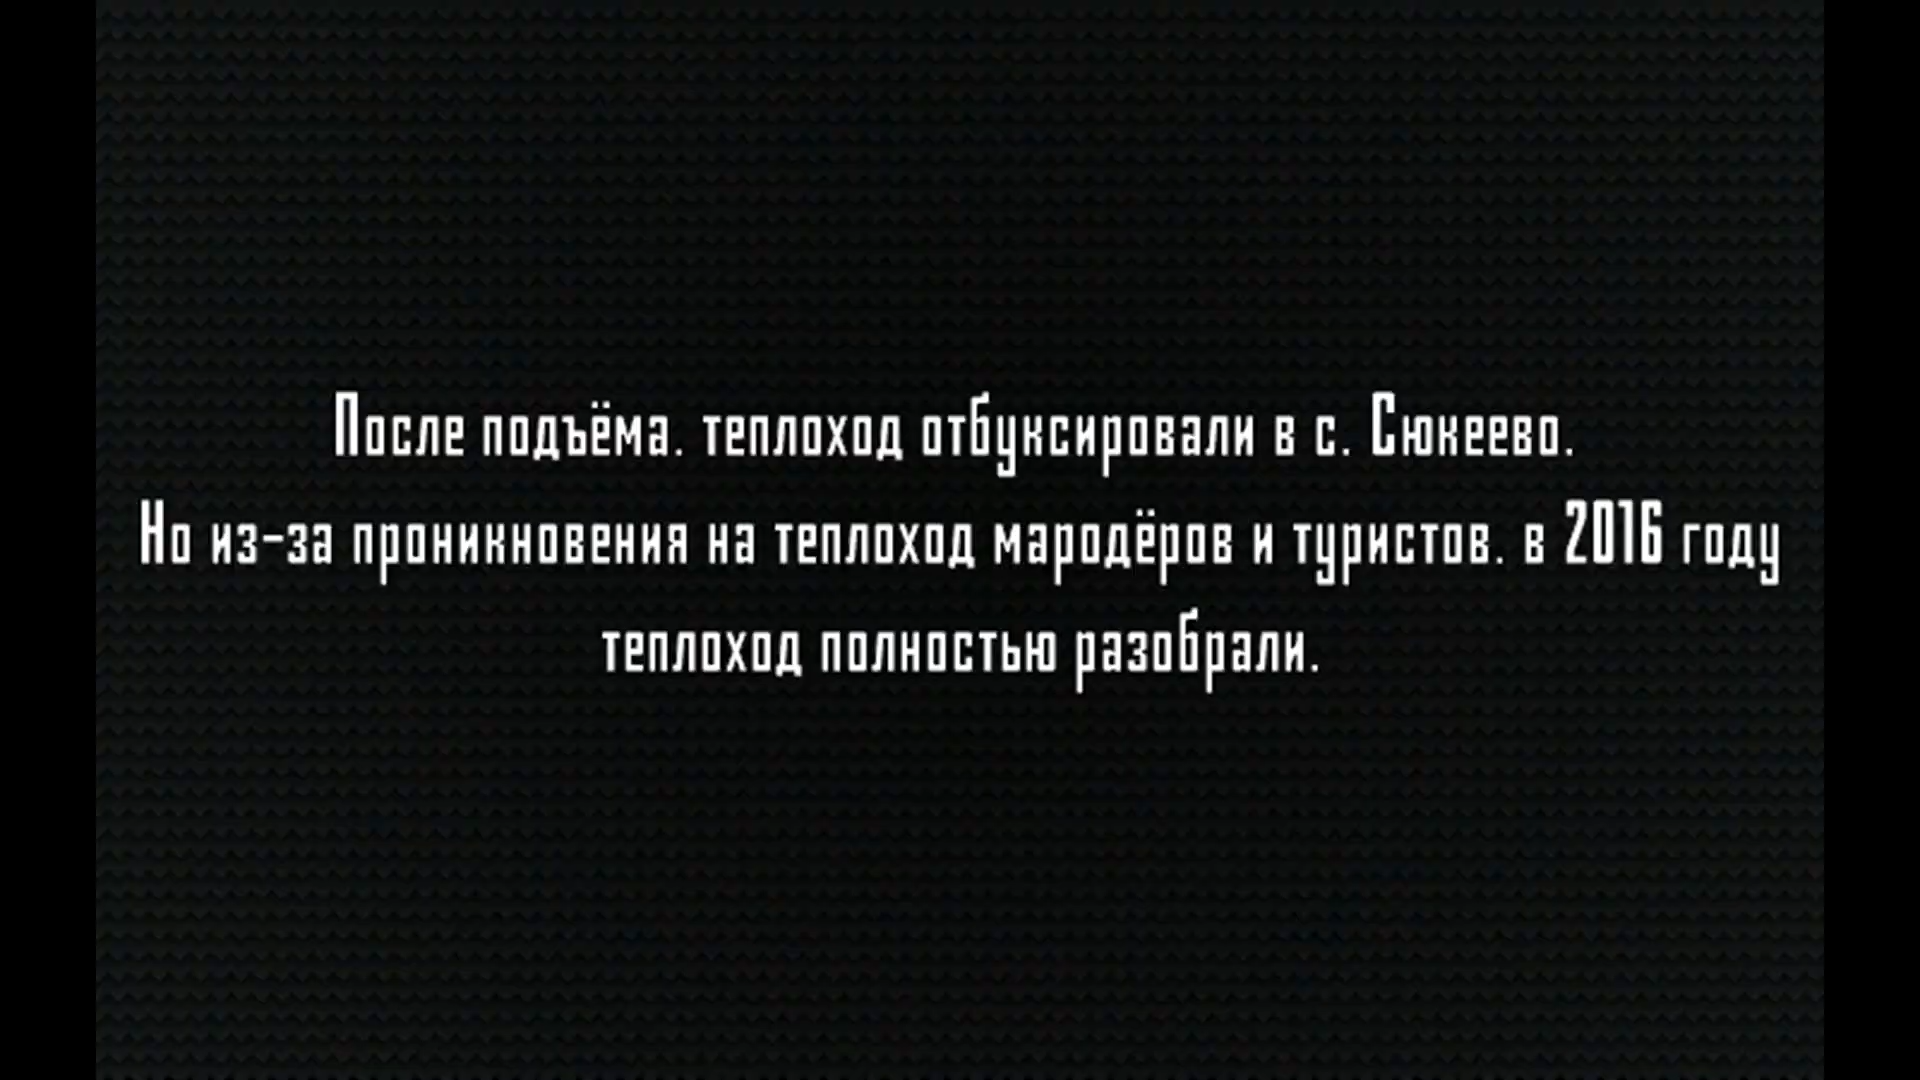 После подъёма. теплоход отбуксировали в с. Сюкеево.
Но из-за проникновения на теплоход мародёров и туристов. в 2016 году
теплоход полностью разобрали.